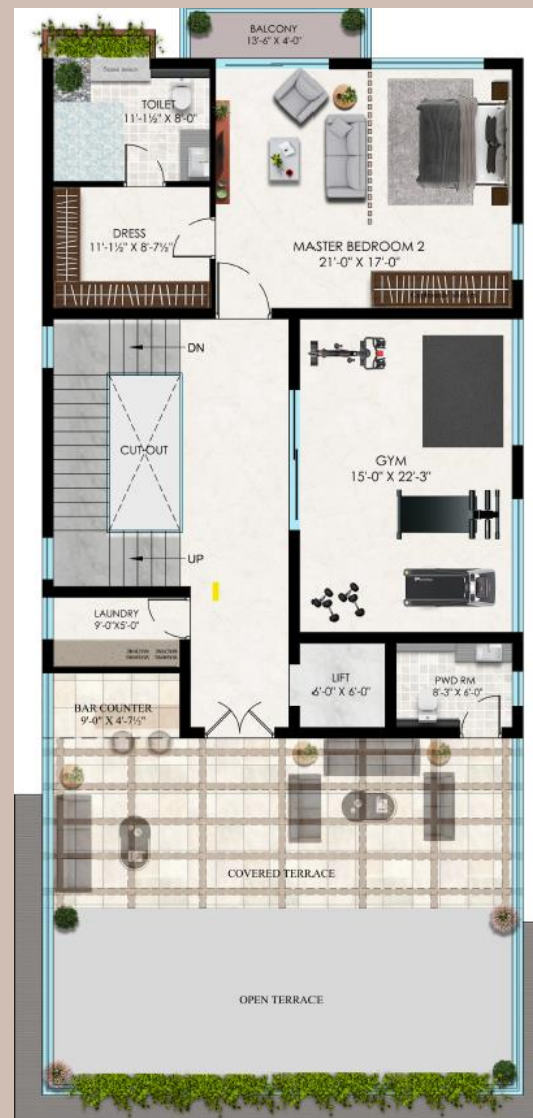 BALCONY
13'-6" X 4'-0"
TOILET
11'-1½" X 8'-0"
DRESS
11'-1½" X 8'-7½"
MASTER BEDROOM 2
21'-0" X 17'-0"
DN
CUT-OUT
UP
GYM
15'-0" X 22'-3"
LAUNDRY
9'-0"X5'-0"
LIFT
6'-0" X 6'-0"
PWD RM
8'-3" X 6'-0"
BAR COUNTER
9'-0" X 4'-7½"
COVERED TERRACE
OPEN TERRACE